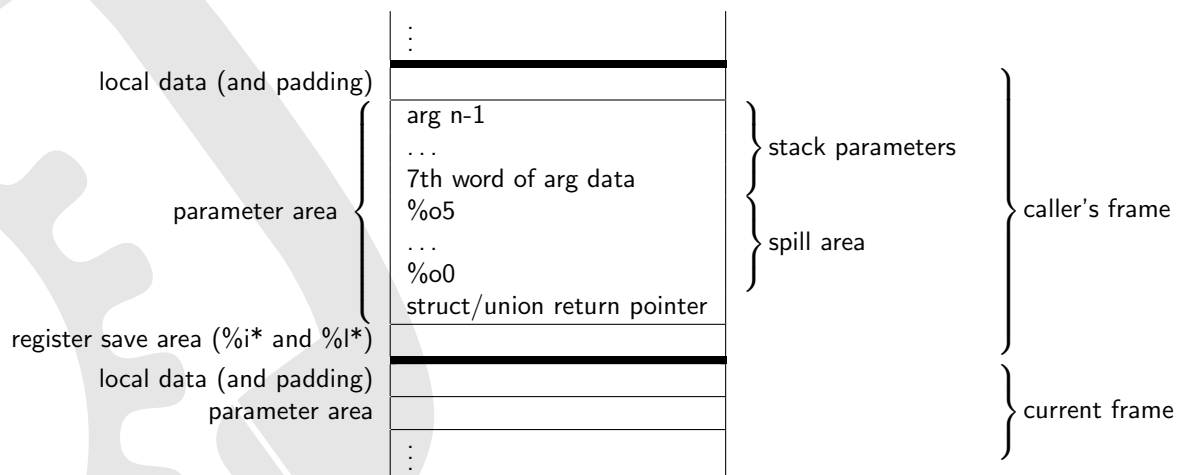 ⋮
local data (and padding)
arg n-1
. . .
stack parameters
7th word of arg data
parameter area
%o5
caller's frame
. . .
spill area
%o0
struct/union return pointer
register save area (%i* and %l*)
local data (and padding)
parameter area
current frame
⋮